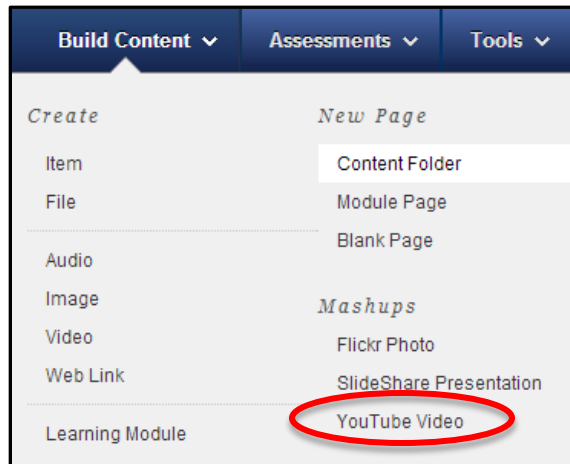 Build Content
Assessments
Tools
Create
Item
File
Audio
Image
Video
Web Link
Learning Module
New Page
Content Folder
Module Page
Blank Page
Mashups
Flickr Photo
SlideShare Presentation
YouTube Video